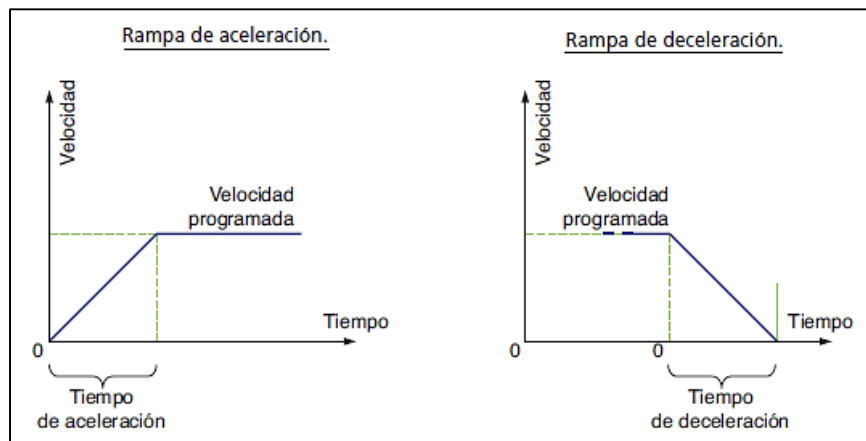 Rampa de aceleración.
Velocidad
Velocidad
programada
Tiempo
0
Tiempo
de aceleración
Rampa de deceleración.
Velocidad
Velocidad
programada
Tiempo
0
0
Tiempo
de deceleración